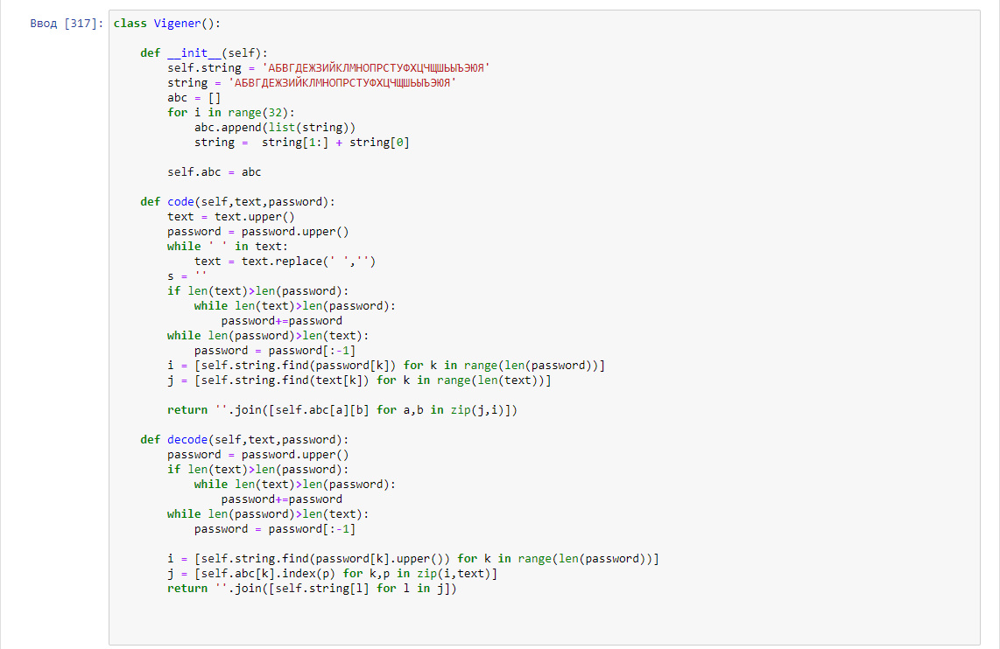 Ввод [317]: class Vigener():
    def __init__(self):
        self.string = 'АБВГДЕЖЗИЙКЛМНОПРСТУФХЦЧЩШЬЫЪЭЮЯ'
        string = 'АБВГДЕЖЗИЙКЛМНОПРСТУФХЦЧЩШЬЫЪЭЮЯ'
        abc = []
        for i in range(32):
            abc.append(list(string))
            string =  string[1:] + string[0]
        self.abc = abc
    def code(self,text,password):
        text = text.upper()
        password = password.upper()
        while ' ' in text:
            text = text.replace(' ','')
        s = ''
        if len(text)>len(password):
            while len(text)>len(password):
                password+=password
        while len(password)>len(text):
            password = password[:-1]
        i = [self.string.find(password[k]) for k in range(len(password))]
        j = [self.string.find(text[k]) for k in range(len(text))]
        return ''.join([self.abc[a][b] for a,b in zip(j,i)])
    def decode(self,text,password):
        password = password.upper()
        if len(text)>len(password):
            while len(text)>len(password):
                password+=password
        while len(password)>len(text):
            password = password[:-1]
        i = [self.string.find(password[k].upper()) for k in range(len(password))]
        j = [self.abc[k].index(p) for k,p in zip(i,text)]
        return ''.join([self.string[l] for l in j])